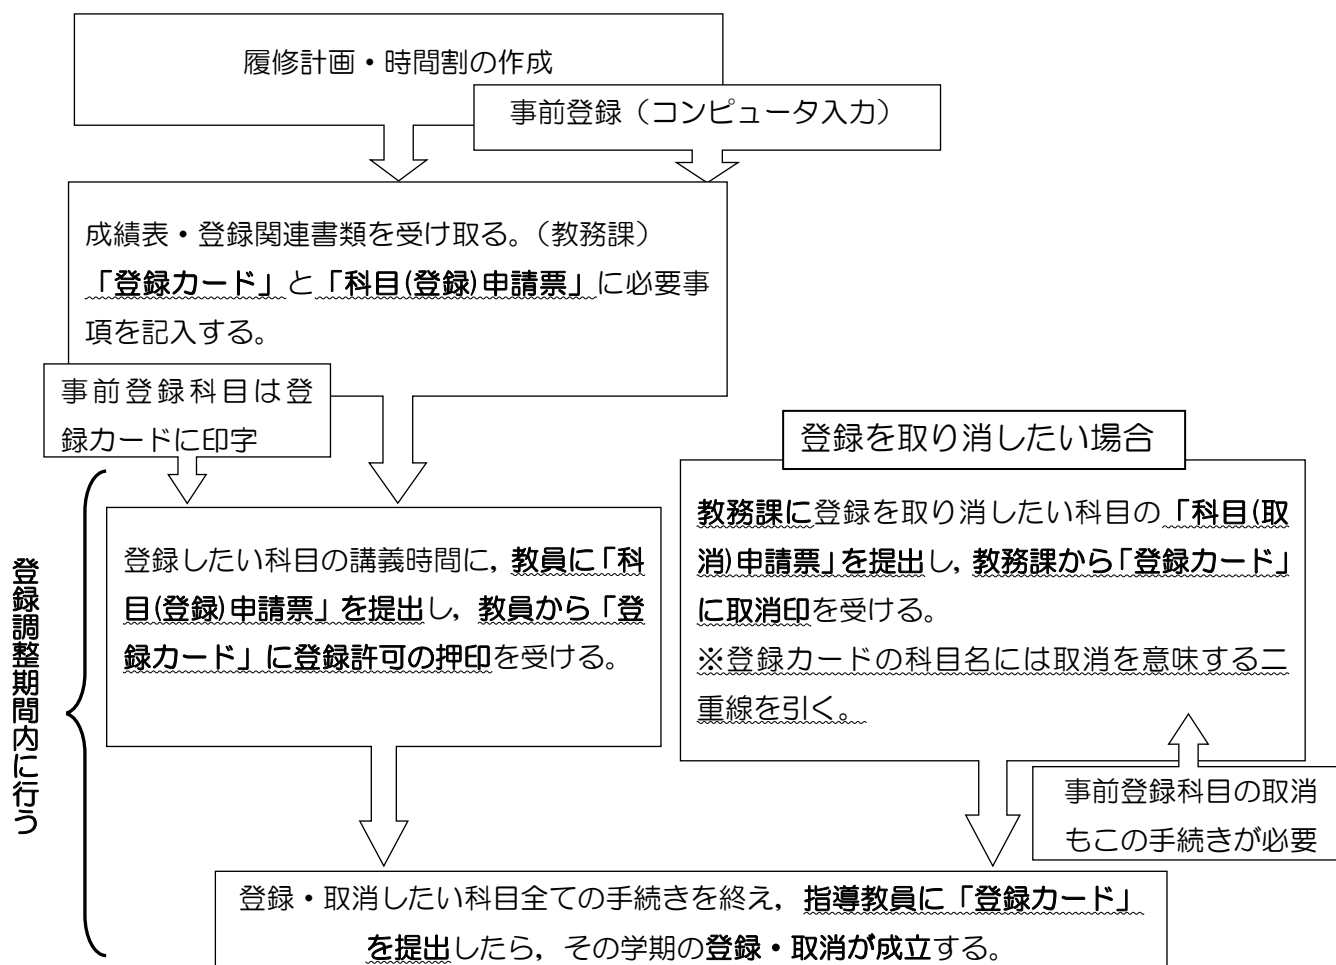 履修計画・時間割の作成
事前登録（コンピュータ入力）
成績表・登録関連書類を受け取る。（教務課）
「登録カード」と「科目(登録)申請票」に必要事
項を記入する。
事前登録科目は登
録カードに印字
登録調整期間内に行う
登録したい科目の講義時間に，教員に「科
目(登録)申請票」を提出し，教員から「登
録カード」に登録許可の押印を受ける。
登録を取り消したい場合
教務課に登録を取り消したい科目の「科目(取
消)申請票」を提出し，教務課から「登録カード」
に取消印を受ける。
※登録カードの科目名には取消を意味する二
重線を引く。
事前登録科目の取消
もこの手続きが必要
登録・取消したい科目全ての手続きを終え，指導教員に「登録カード」
を提出したら，その学期の登録・取消が成立する。